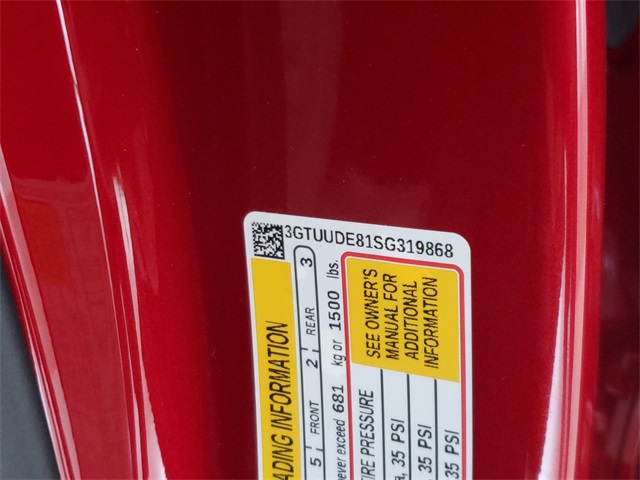 3GTUUDE81SG319868
ADING INFORMATION
5 FRONT 2 REAR 3
never exceed 681 kg or 1500 lbs.
SEE OWNER'S
MANUAL FOR
ADDITIONAL
INFORMATION
TIRE PRESSURE
35 PSI
35 PSI
35 PSI